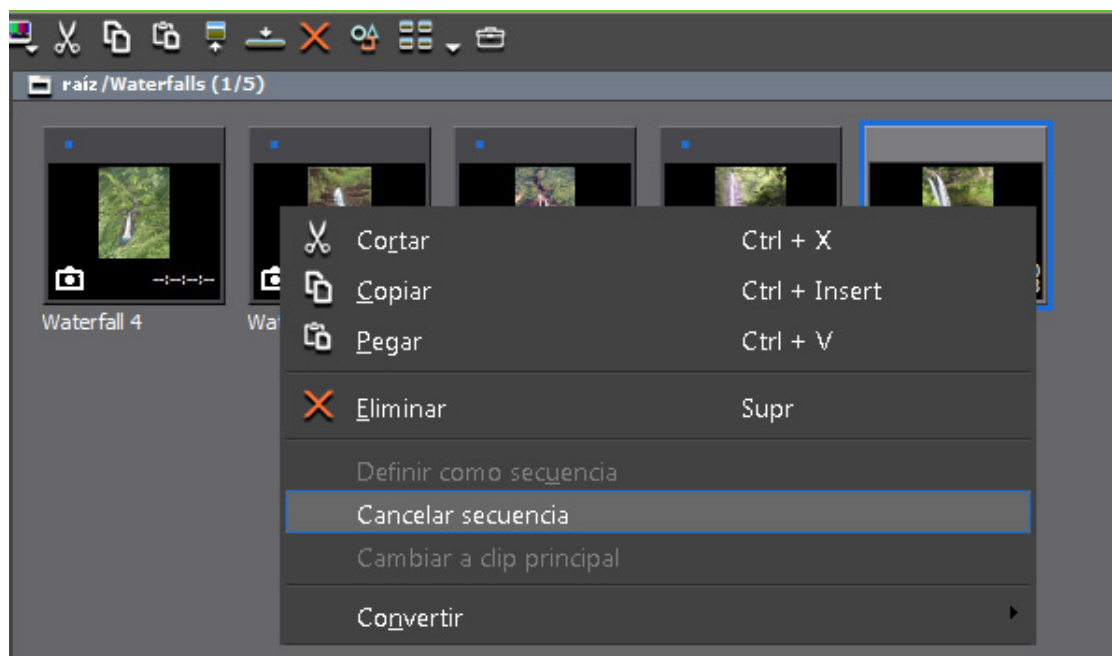 raíz/Waterfalls (1/5)
--:--:--:--
Waterfall 4
Wa
Cortar Ctrl + X
Copiar Ctrl + Insert
Pegar Ctrl + V
Eliminar Supr
Definir como secuencia
Cancelar secuencia
Cambiar a clip principal
Convertir